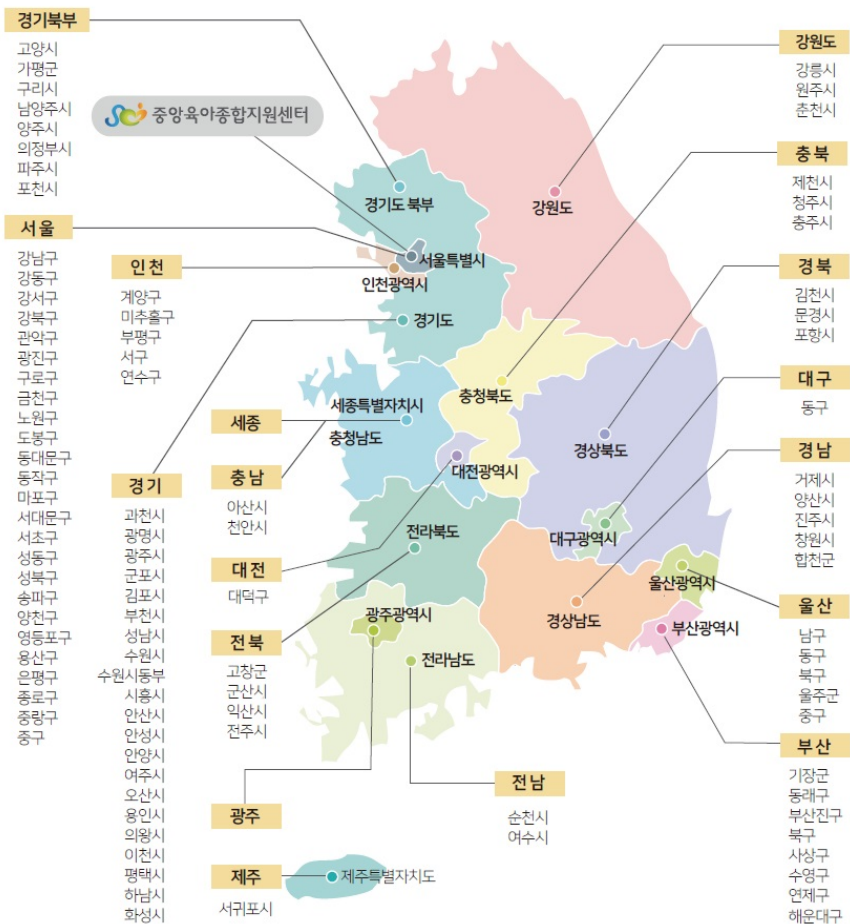 경기북부
고양시
가평군
구리시
남양주시
양주시
의정부시
파주시
포천시
중앙육아종합지원센터
서울
강남구
강동구
강서구
강북구
관악구
광진구
구로구
금천구
노원구
도봉구
동대문구
동작구
마포구
서대문구
서초구
성동구
성북구
송파구
양천구
영등포구
용산구
은평구
종로구
중랑구
중구
인천
계양구
미추홀구
부평구
서구
연수구
경기
과천시
광명시
광주시
군포시
김포시
부천시
성남시
수원시
수원시동부
시흥시
안산시
안성시
안양시
여주시
오산시
용인시
의왕시
이천시
평택시
하남시
화성시
세종
충남
아산시
천안시
대전
대덕구
전북
고창군
군산시
익산시
전주시
광주
제주
서귀포시
경기도 북부
서울특별시
인천광역시
경기도
강원도
충청북도
세종특별자치시
충청남도
대전광역시
경상북도
전라북도
대구광역시
울산광역시
광주광역시
경상남도
부산광역시
전라남도
제주특별자치도
전남
순천시
여수시
강원도
강릉시
원주시
춘천시
충북
제천시
청주시
충주시
경북
김천시
문경시
포항시
대구
동구
경남
거제시
양산시
진주시
창원시
합천군
울산
남구
동구
북구
울주군
중구
부산
기장군
동래구
부산진구
북구
사상구
수영구
연제구
해운대구